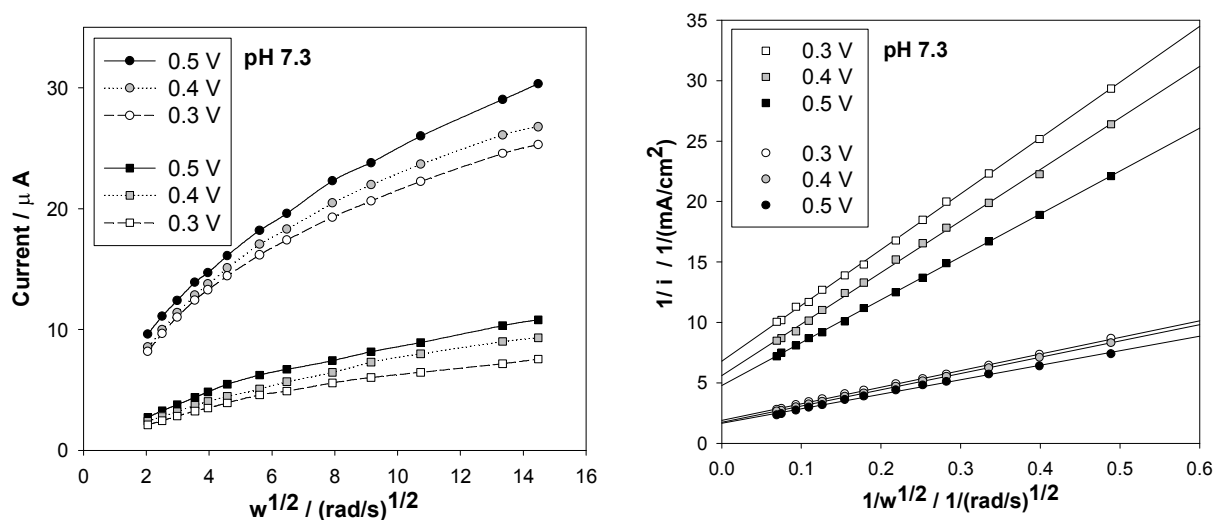 pH 7.3
0.5 V
0.4 V
0.3 V
0.5 V
0.4 V
0.3 V
Current / μ A
30
20
10
0
0 2 4 6 8 10 12 14 16
w1/2 / (rad/s)1/2
pH 7.3
0.3 V
0.4 V
0.5 V
0.3 V
0.4 V
0.5 V
1/ i / 1/(mA/cm2)
35
30
25
20
15
10
5
0
0.0 0.1 0.2 0.3 0.4 0.5 0.6
1/w1/2 / 1/(rad/s)1/2